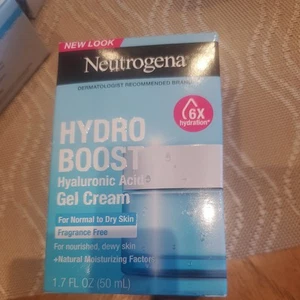 NEW LOOK
Neutrogena
DERMATOLOGIST RECOMMENDED BRAND
6X
hydration*
HYDRO
BOOST
Hyaluronic Acid
Gel Cream
For Normal to Dry Skin
Fragrance Free
For nourished, dewy skin
+Natural Moisturizing Factor
1.7 FL OZ (50 mL)